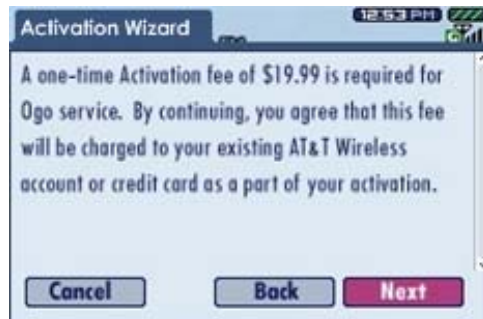 Activation Wizard
12:53 PM
A one-time Activation fee of $19.99 is required for
Ogo service. By continuing, you agree that this fee
will be charged to your existing AT&T Wireless
account or credit card as a part of your activation.
Cancel Back Next